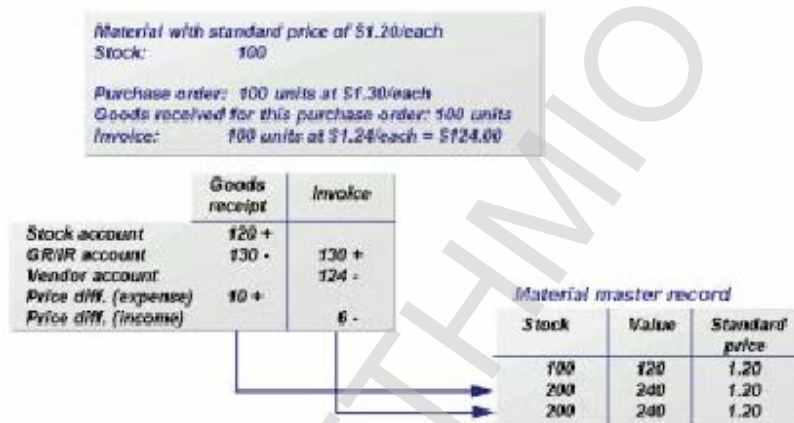 Material with standard price of $1.20/each
Stock: 100
Purchase order: 100 units at $1.30/each
Goods received for this purchase order: 100 units
Invoice: 100 units at $1.24/each = $124.00
Goods receipt Invoice
Stock account 120 +
GR/IR account 130 - 130 +
Vendor account 124 -
Price diff. (expense) 10 +
Price diff. (income) 6 -
Material master record
Stock Value Standard price
100 120 1.20
200 240 1.20
200 240 1.20
THMIO